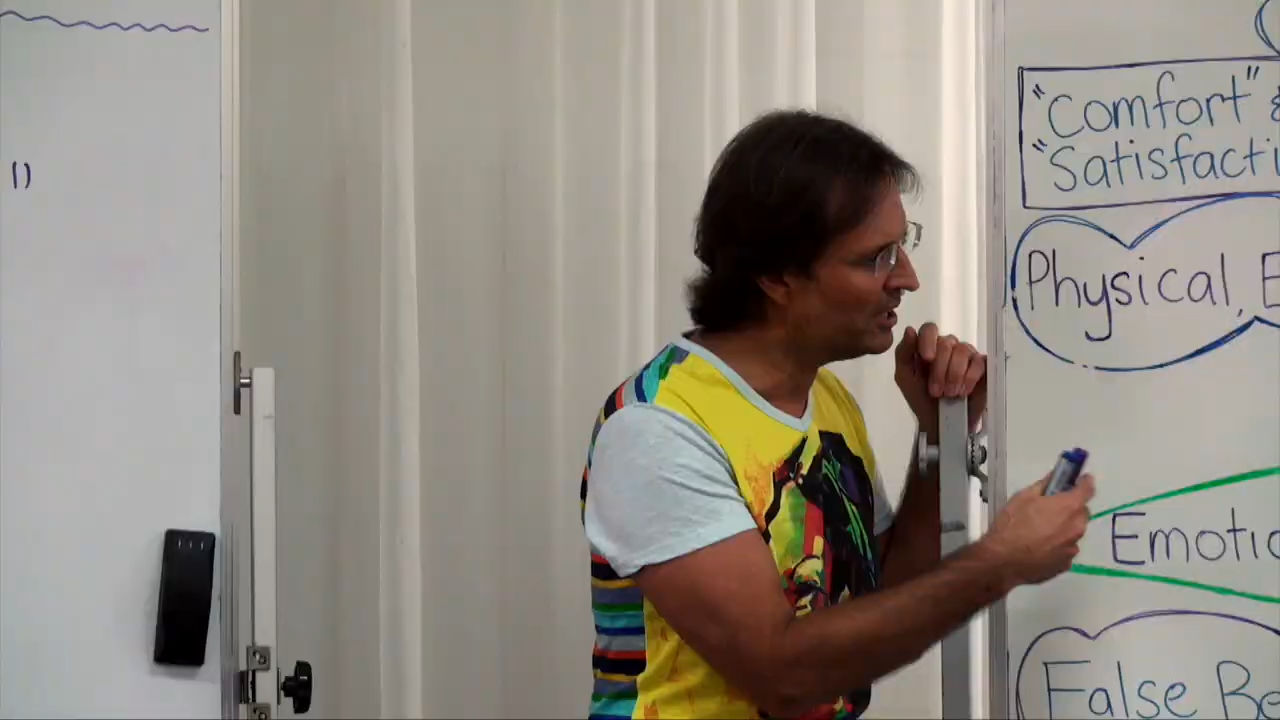 1)
"Comfort" &
"Satisfacti
Physical, E
Emotio
False Be